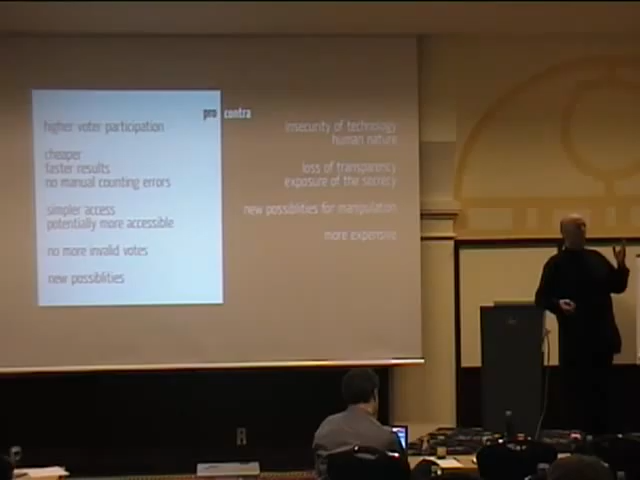 pro contra
higher voter participation
cheaper
faster results
no manual counting errors
simpler access
potentially more accessible
no more invalid votes
new possiblities
insecurity of technology
human nature
loss of transparency
exposure of the secrecy
new possiblities for manipulation
more expensive